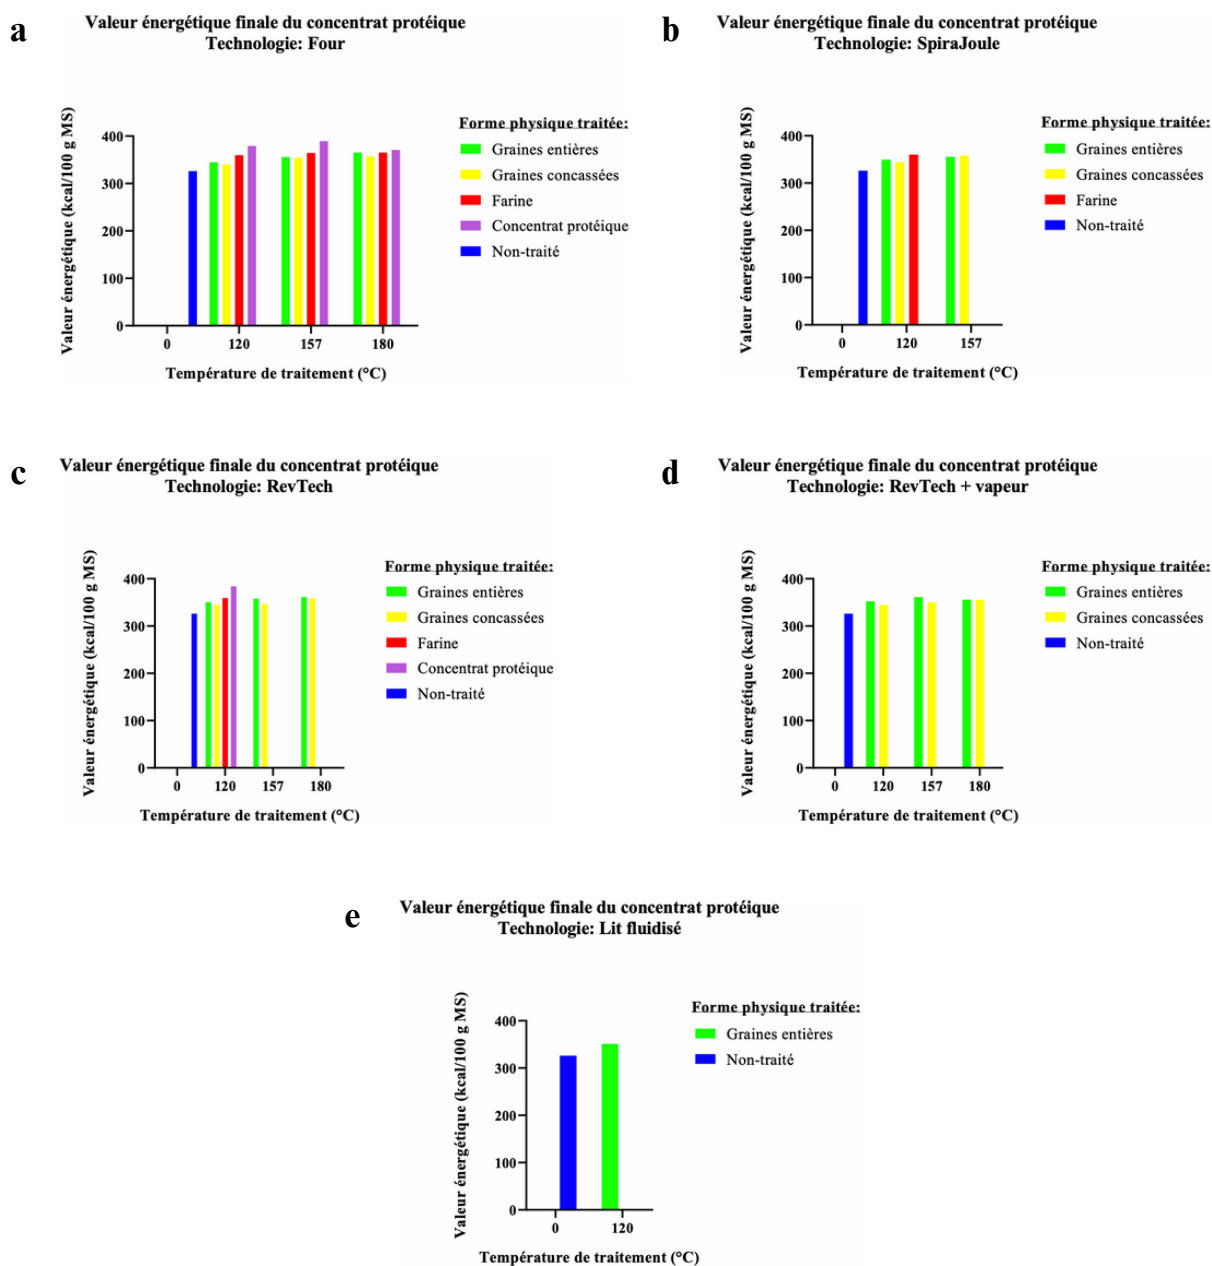 a
Valeur énergétique finale du concentrat protéique
Technologie: Four
Valeur énergétique (kcal/100 g MS)
400
300
200
100
0
0
120
157
180
Température de traitement (°C)
Forme physique traitée:
Graines entières
Graines concassées
Farine
Concentrat protéique
Non-traité
b
Valeur énergétique finale du concentrat protéique
Technologie: SpiraJoule
Valeur énergétique (kcal/100 g MS)
400
300
200
100
0
0
120
157
Température de traitement (°C)
Forme physique traitée:
Graines entières
Graines concassées
Farine
Non-traité
c
Valeur énergétique finale du concentrat protéique
Technologie: RevTech
Valeur énergétique (kcal/100 g MS)
400
300
200
100
0
0
120
157
180
Température de traitement (°C)
Forme physique traitée:
Graines entières
Graines concassées
Farine
Concentrat protéique
Non-traité
d
Valeur énergétique finale du concentrat protéique
Technologie: RevTech + vapeur
Valeur énergétique (kcal/100 g MS)
400
300
200
100
0
0
120
157
180
Température de traitement (°C)
Forme physique traitée:
Graines entières
Graines concassées
Non-traité
e
Valeur énergétique finale du concentrat protéique
Technologie: Lit fluidisé
Valeur énergétique (kcal/100 g MS)
400
300
200
100
0
0
120
Température de traitement (°C)
Forme physique traitée:
Graines entières
Non-traité